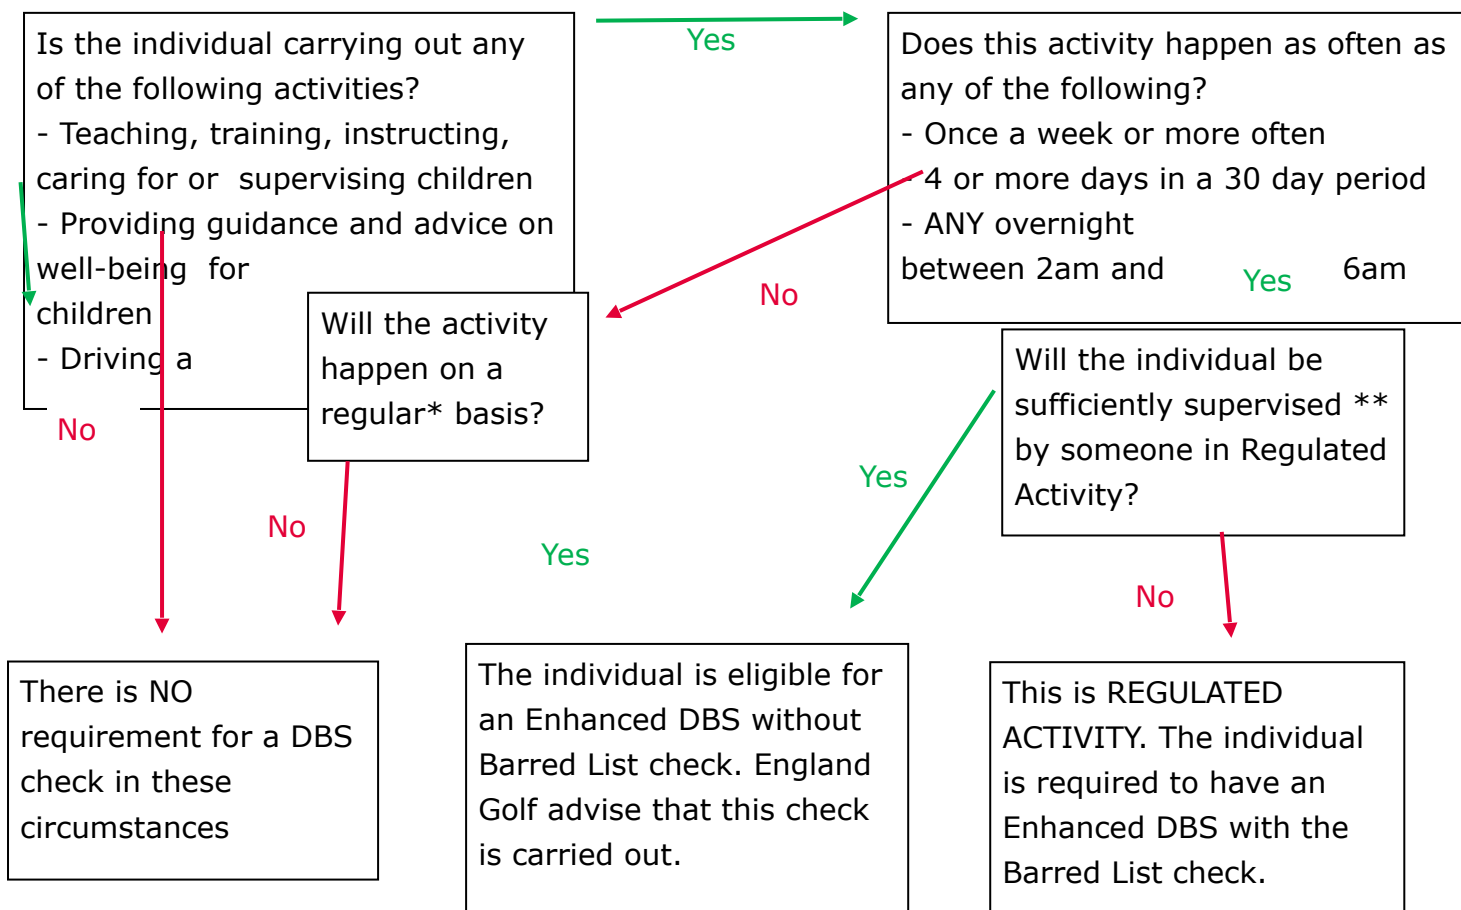 Is the individual carrying out any
of the following activities?
- Teaching, training, instructing,
caring for or supervising children
- Providing guidance and advice on
well-being for
children
- Driving a
Yes
Does this activity happen as often as
any of the following?
- Once a week or more often
- 4 or more days in a 30 day period
- ANY overnight
between 2am and 6am
Yes
No
Will the activity
happen on a
regular* basis?
Will the individual be
sufficiently supervised **
by someone in Regulated
Activity?
No
Yes
No
Yes
No
There is NO
requirement for a DBS
check in these
circumstances
The individual is eligible for
an Enhanced DBS without
Barred List check. England
Golf advise that this check
is carried out.
This is REGULATED
ACTIVITY. The individual
is required to have an
Enhanced DBS with the
Barred List check.